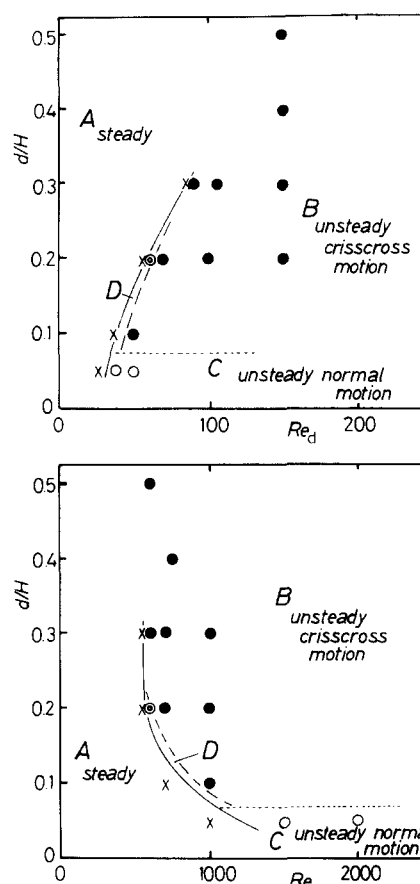 0.5
0.4
0.3
0.2
0.1
0
d/H
A steady
B unsteady
crisscross
motion
D
C unsteady normal
motion
0
100
200
Re_d
0.5
0.4
0.3
0.2
0.1
0
d/H
B unsteady
crisscross
motion
A steady
D
C unsteady
motion
0
1000
2000
Re